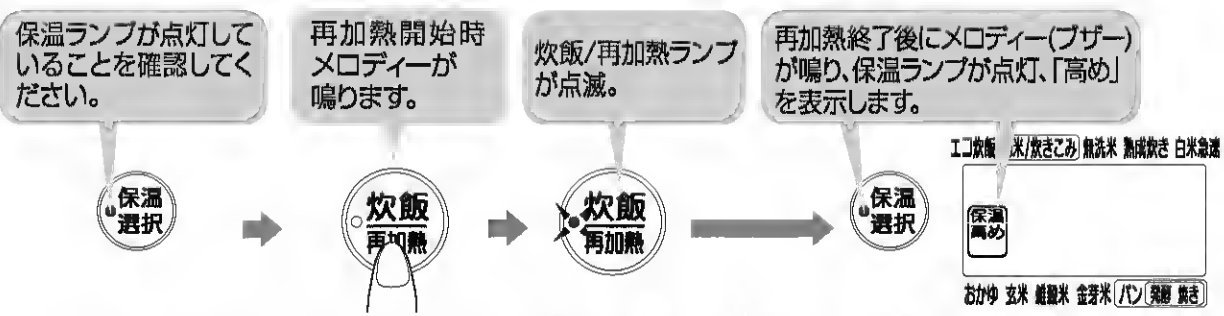 保温ランプが点灯して
いることを確認してく
ださい。
保温
選択
再加熱開始時
メロディーが
鳴ります。
炊飯
再加熱
炊飯/再加熱ランプ
が点滅。
炊飯
再加熱
再加熱終了後にメロディー(ブザー)
が鳴り、保温ランプが点灯、「高め」
を表示します。
保温
選択
エコ炊飯 米/炊きこみ 無洗米 熟成炊き 白米急速
保温
高め
おかゆ 玄米 雑穀米 金芽米 パン 発酵 焼き